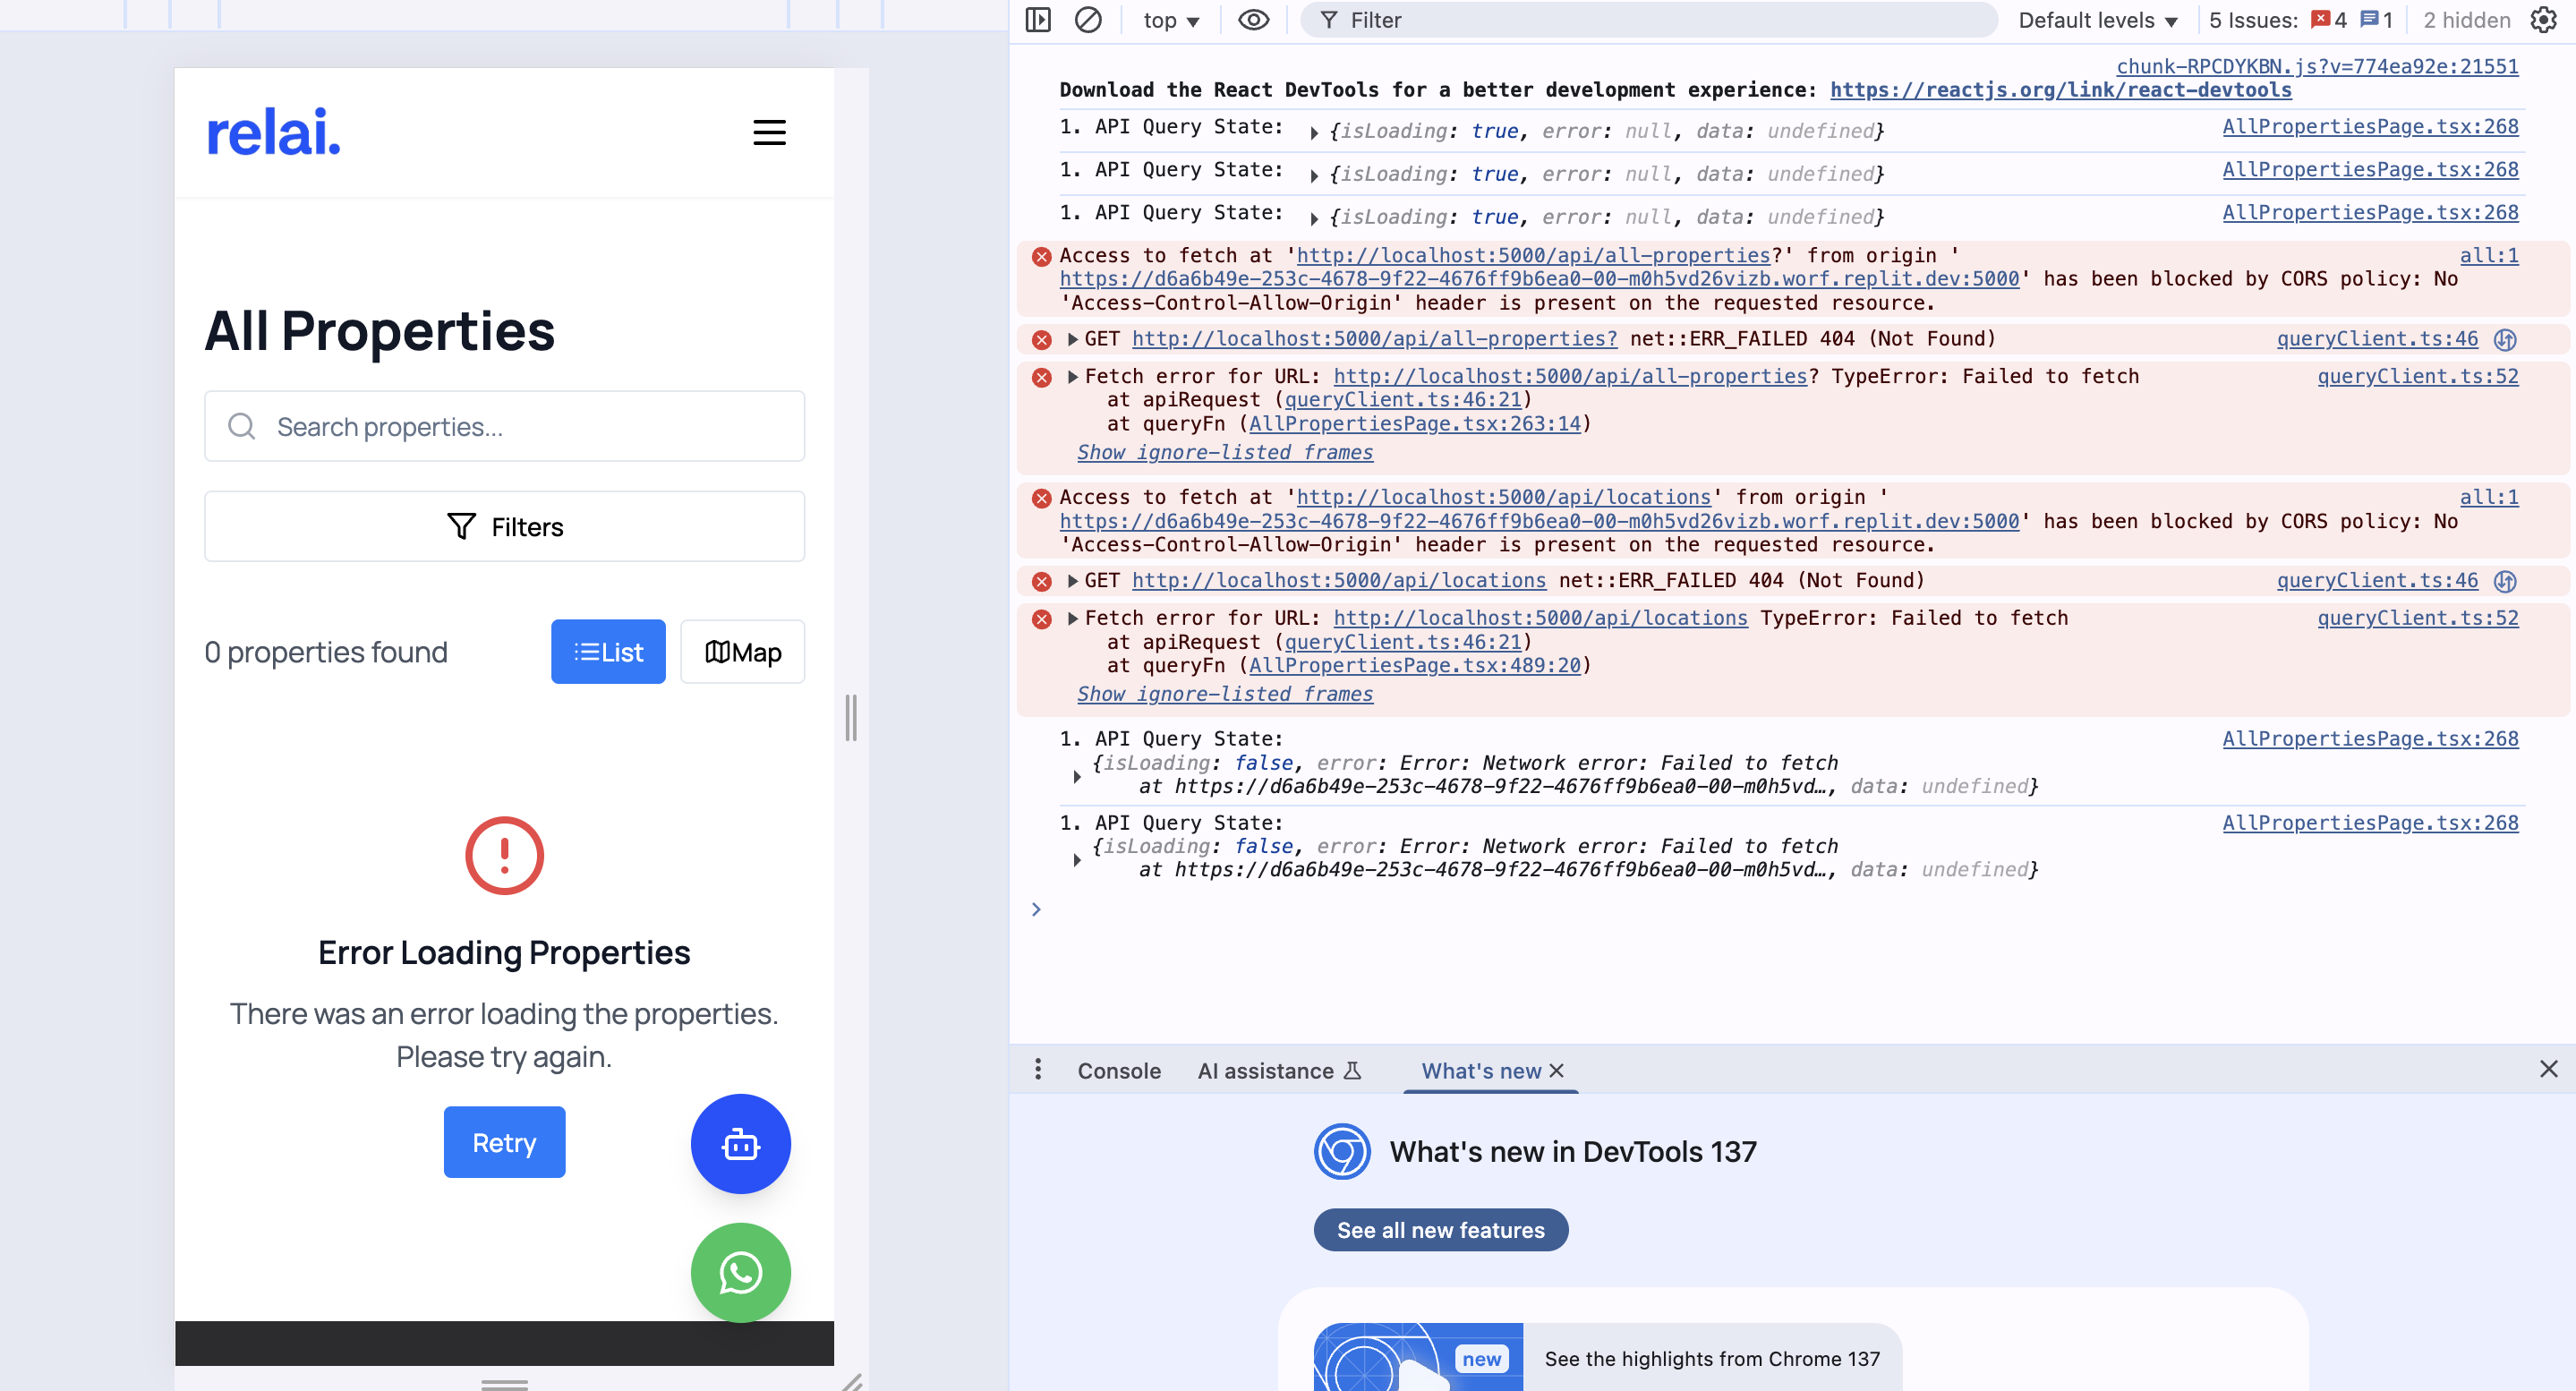 relai.
All Properties
Search properties...
Filters
0 properties found
List
Map
Error Loading Properties
There was an error loading the properties.
Please try again.
Retry
top
Filter
Default levels
5 Issues: 4 1
2 hidden
chunk-RPCDYKBN.js?v=774ea92e:21551
Download the React DevTools for a better development experience: https://reactjs.org/link/react-devtools
1. API Query State: {isLoading: true, error: null, data: undefined} AllPropertiesPage.tsx:268
1. API Query State: {isLoading: true, error: null, data: undefined} AllPropertiesPage.tsx:268
1. API Query State: {isLoading: true, error: null, data: undefined} AllPropertiesPage.tsx:268
Access to fetch at 'http://localhost:5000/api/all-properties?' from origin ' all:1
https://d6a6b49e-253c-4678-9f22-4676ff9b6ea0-00-m0h5vd26vizb.worf.replit.dev:5000' has been blocked by CORS policy: No
'Access-Control-Allow-Origin' header is present on the requested resource.
GET http://localhost:5000/api/all-properties? net::ERR_FAILED 404 (Not Found) queryClient.ts:46
Fetch error for URL: http://localhost:5000/api/all-properties? TypeError: Failed to fetch queryClient.ts:52
at apiRequest (queryClient.ts:46:21)
at queryFn (AllPropertiesPage.tsx:263:14)
Show ignore-listed frames
Access to fetch at 'http://localhost:5000/api/locations' from origin ' all:1
https://d6a6b49e-253c-4678-9f22-4676ff9b6ea0-00-m0h5vd26vizb.worf.replit.dev:5000' has been blocked by CORS policy: No
'Access-Control-Allow-Origin' header is present on the requested resource.
GET http://localhost:5000/api/locations net::ERR_FAILED 404 (Not Found) queryClient.ts:46
Fetch error for URL: http://localhost:5000/api/locations TypeError: Failed to fetch queryClient.ts:52
at apiRequest (queryClient.ts:46:21)
at queryFn (AllPropertiesPage.tsx:489:20)
Show ignore-listed frames
1. API Query State: AllPropertiesPage.tsx:268
{isLoading: false, error: Error: Network error: Failed to fetch
at https://d6a6b49e-253c-4678-9f22-4676ff9b6ea0-00-m0h5vd…, data: undefined}
1. API Query State: AllPropertiesPage.tsx:268
{isLoading: false, error: Error: Network error: Failed to fetch
at https://d6a6b49e-253c-4678-9f22-4676ff9b6ea0-00-m0h5vd…, data: undefined}
Console
AI assistance
What's new
What's new in DevTools 137
See all new features
new
See the highlights from Chrome 137